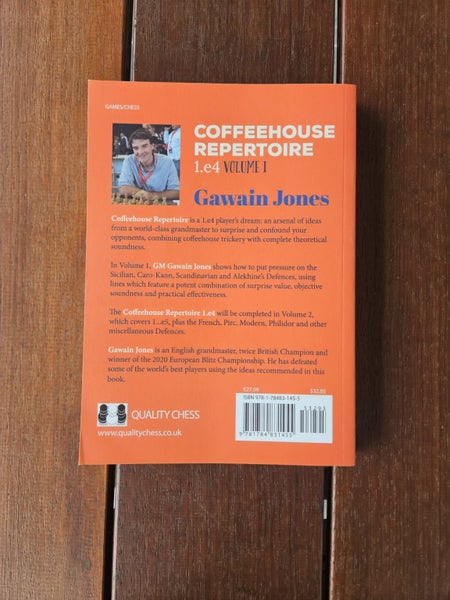 GAMES/CHESS
COFFEEHOUSE
REPERTOIRE
1.e4 VOLUME 1
Gawain Jones
Coffeehouse Repertoire is a 1.e4 player's dream: an arsenal of ideas
from a world-class grandmaster to surprise and confound your
opponents, combining coffeehouse trickery with complete theoretical
soundness.
In Volume 1, GM Gawain Jones shows how to put pressure on the
Sicilian, Caro-Kann, Scandinavian and Alekhine's Defences, using
lines which feature a potent combination of surprise value, objective
soundness and practical effectiveness.
The Coffeehouse Repertoire 1.e4 will be completed in Volume 2,
which covers 1...e5, plus the French, Pirc, Modern, Philidor and other
miscellaneous Defences.
Gawain Jones is an English grandmaster, twice British Champion and
winner of the 2020 European Blitz Championship. He has defeated
some of the world's best players using the ideas recommended in this
book.
€27.99 $32.95
ISBN 978-1-78483-145-5
53295
9 781784 831455
QUALITY CHESS
www.qualitychess.co.uk